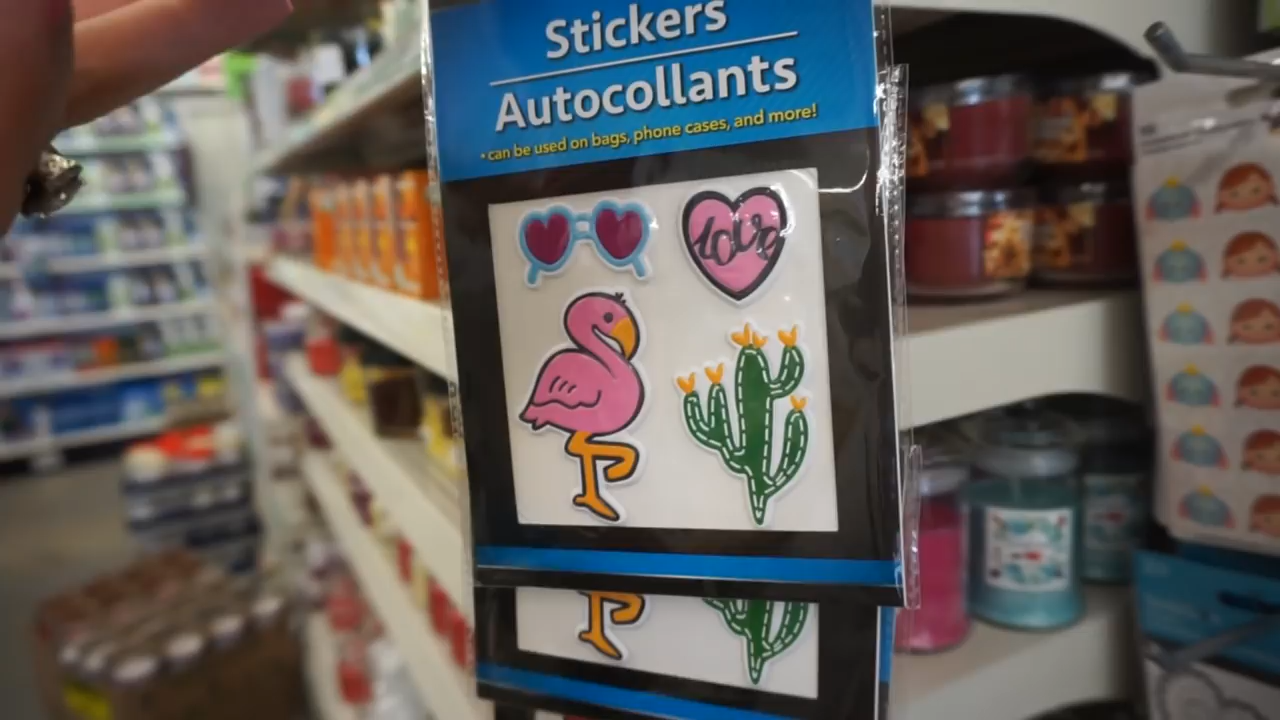 Stickers
Autocollants
• can be used on bags, phone cases, and more!
love